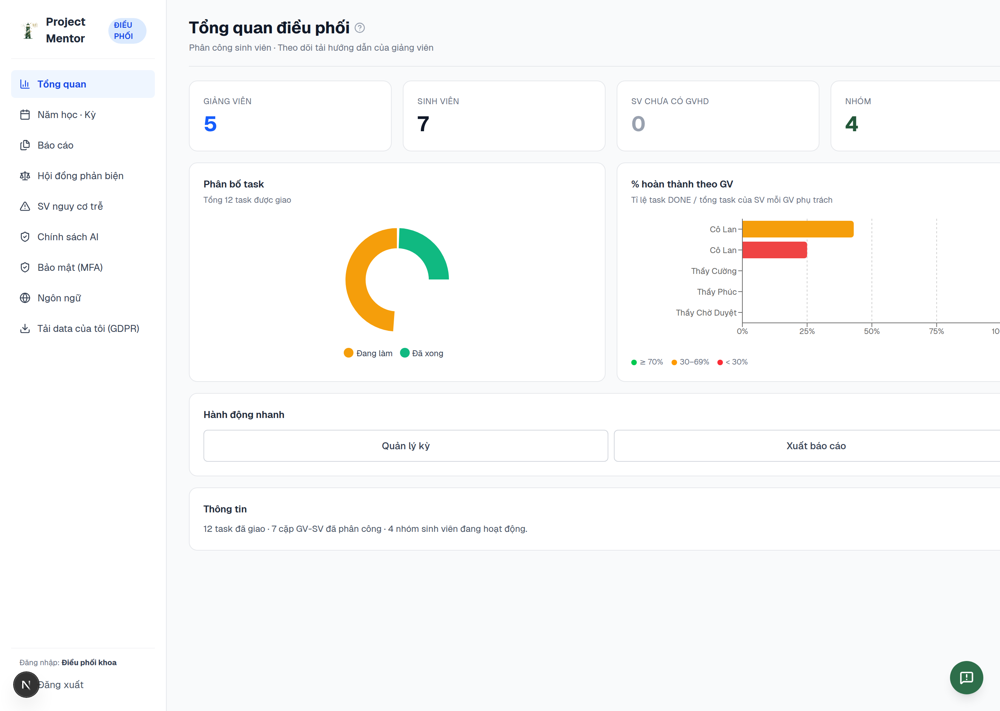 Project
Mentor
ĐIỀU
PHỐI
Tổng quan
Năm học · Kỳ
Báo cáo
Hội đồng phản biện
SV nguy cơ trễ
Chính sách AI
Bảo mật (MFA)
Ngôn ngữ
Tải data của tôi (GDPR)
Đăng nhập: Điều phối khoa
N
Đăng xuất
Tổng quan điều phối
Phân công sinh viên · Theo dõi tải hướng dẫn của giảng viên
GIẢNG VIÊN
5
SINH VIÊN
7
SV CHƯA CÓ GVHD
0
NHÓM
4
Phân bố task
Tổng 12 task được giao
Đang làm
Đã xong
% hoàn thành theo GV
Tỉ lệ task DONE / tổng task của SV mỗi GV phụ trách
Cô Lan
Cô Lan
Thầy Cường
Thầy Phúc
Thầy Chờ Duyệt
0% 25% 50% 75% 10
≥ 70% 30–69% < 30%
Hành động nhanh
Quản lý kỳ
Xuất báo cáo
Thông tin
12 task đã giao · 7 cặp GV-SV đã phân công · 4 nhóm sinh viên đang hoạt động.